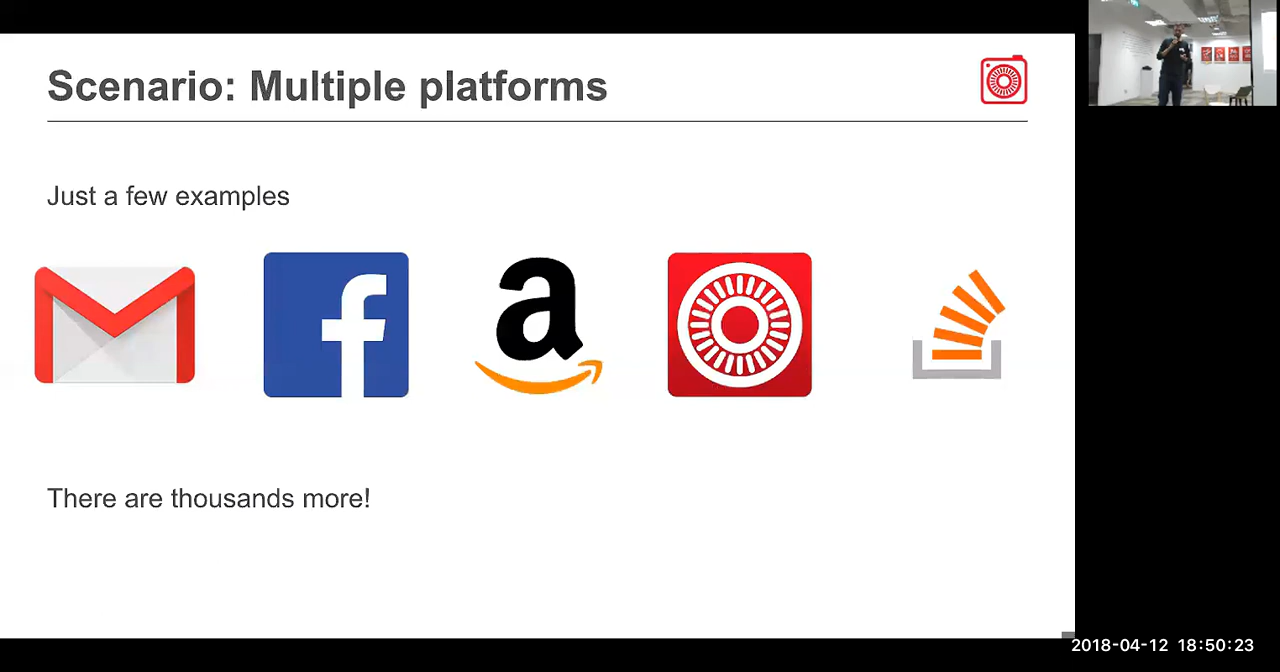 Scenario: Multiple platforms
Just a few examples
There are thousands more!
2018-04-12 18:50:23